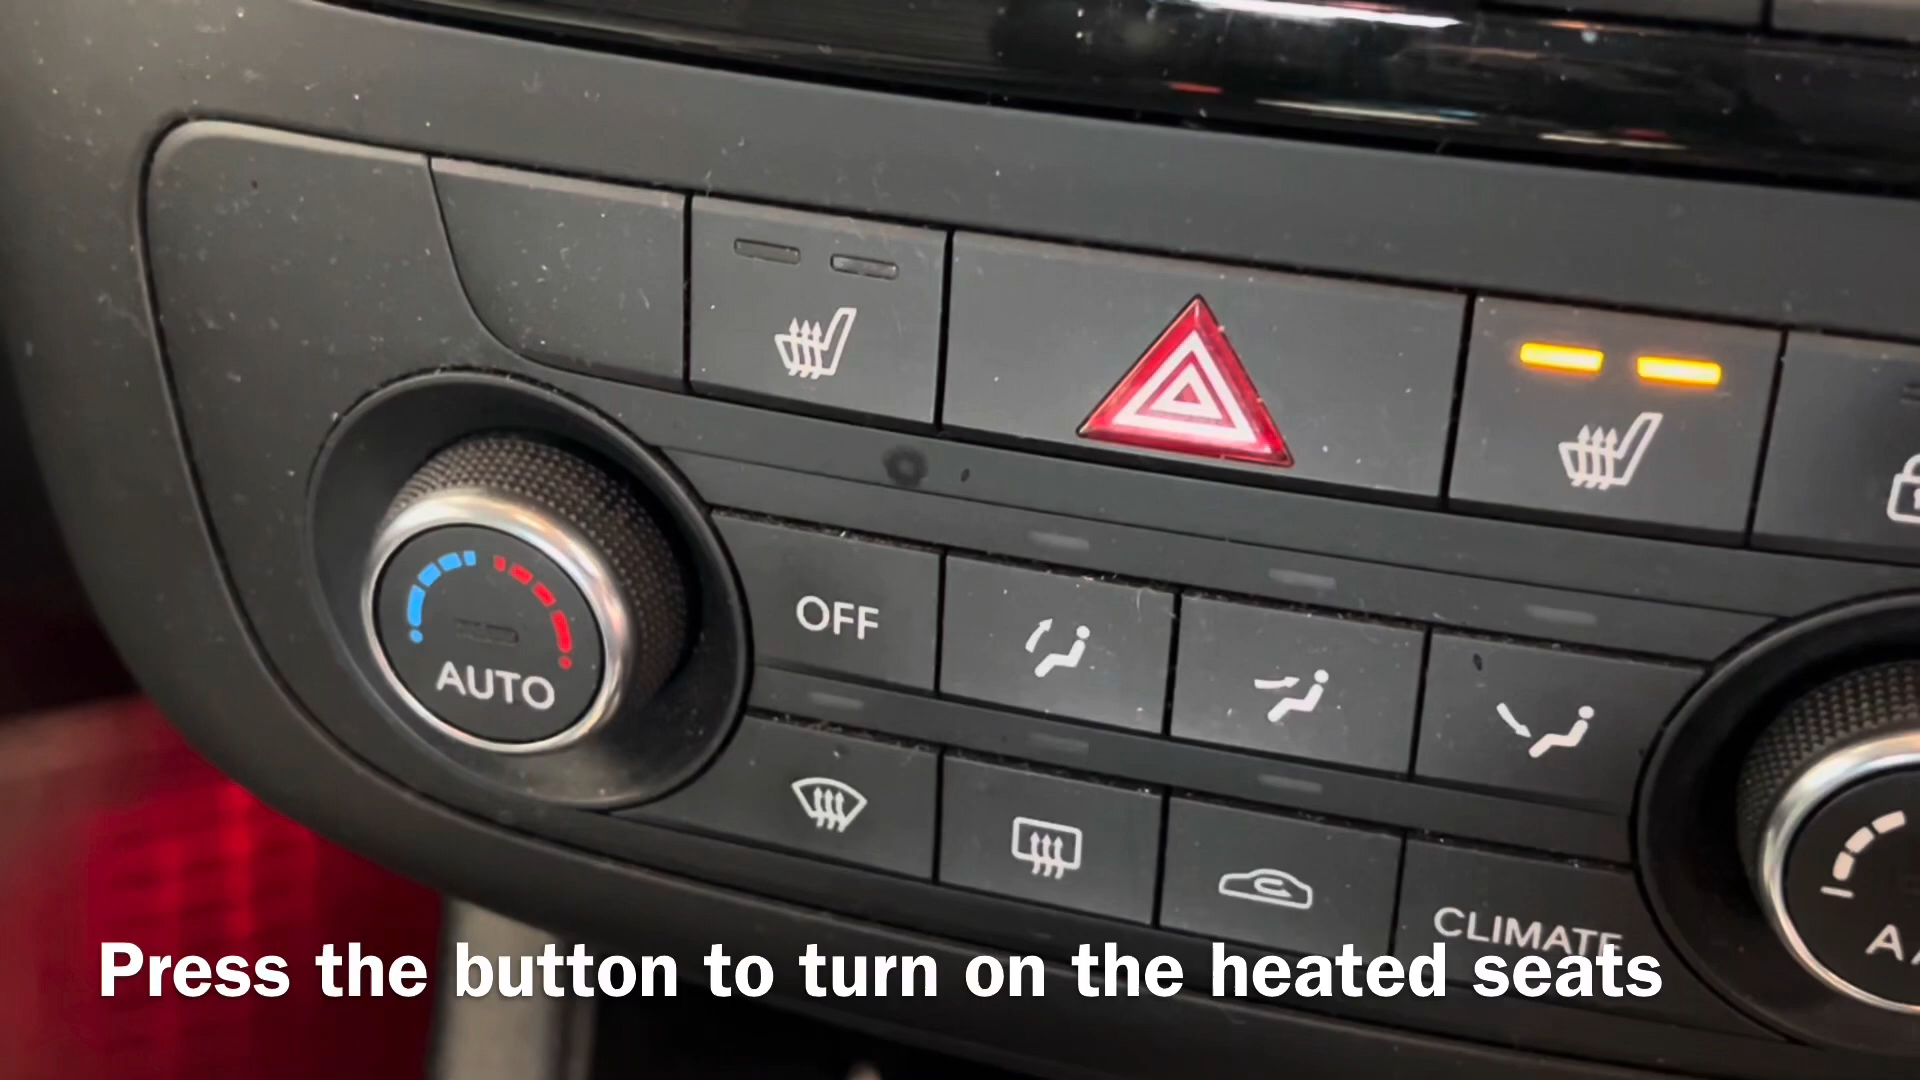 OFF
AUTO
CLIMATE
Press the button to turn on the heated seats